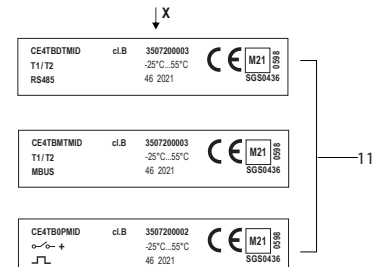 X
CE4TBDTMID cl.B 3507200003
T1/T2 -25°C...55°C
RS485 46 2021
CE M21 0598
SGS0436
CE4TBMTMID cl.B 3507200003
T1/T2 -25°C...55°C
MBUS 46 2021
CE M21 0598
SGS0436
11
CE4TB0PMID cl.B 3507200002
+ -25°C...55°C
46 2021
CE M21 0598
SGS0436